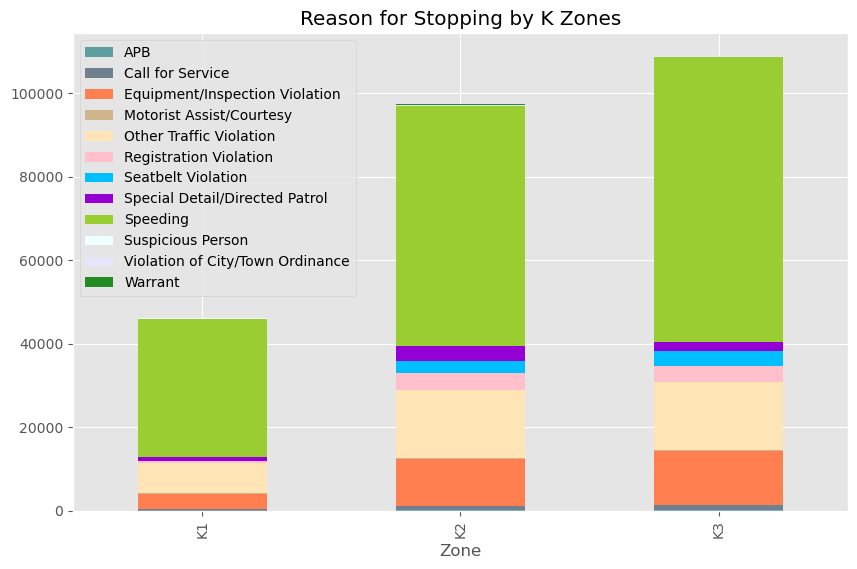 Reason for Stopping by K Zones
APB
Call for Service
Equipment/Inspection Violation
Motorist Assist/Courtesy
Other Traffic Violation
Registration Violation
Seatbelt Violation
Special Detail/Directed Patrol
Speeding
Suspicious Person
Violation of City/Town Ordinance
Warrant
100000
80000
60000
40000
20000
0
K1
K2
K3
Zone